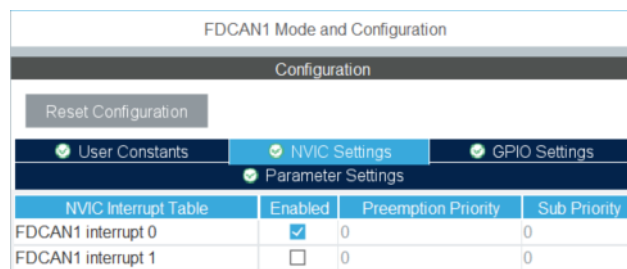 FDCAN1 Mode and Configuration
Configuration
Reset Configuration
User Constants NVIC Settings GPIO Settings
Parameter Settings
NVIC Interrupt Table Enabled Preemption Priority Sub Priority
FDCAN1 interrupt 0 0 0
FDCAN1 interrupt 1 0 0